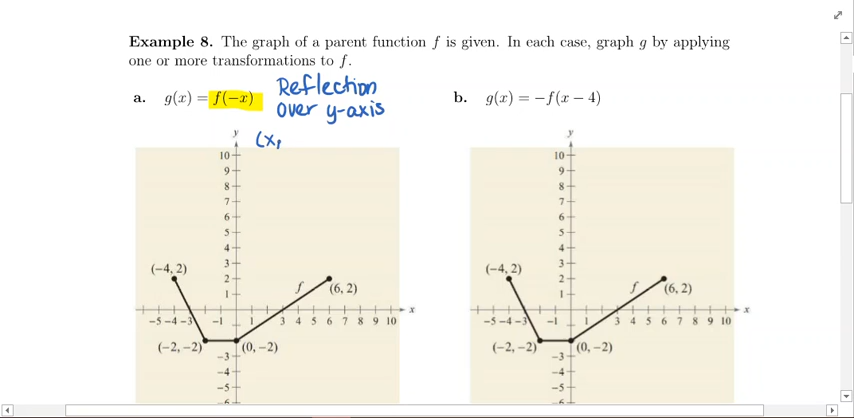 Example 8. The graph of a parent function f is given. In each case, graph g by applying
one or more transformations to f.
a. g(x) = f(−x)
Reflection
over y-axis
(x,
b. g(x) = −f(x − 4)
y
10
9
8
7
6
5
4
3
2
1
(−4, 2)
f
(6, 2)
−5 −4 −3 −1 1 3 4 5 6 7 8 9 10 x
(−2, −2)
(0, −2)
−3
−4
−5
y
10
9
8
7
6
5
4
3
2
1
(−4, 2)
f
(6, 2)
−5 −4 −3 −1 1 3 4 5 6 7 8 9 10 x
(−2, −2)
(0, −2)
−3
−4
−5